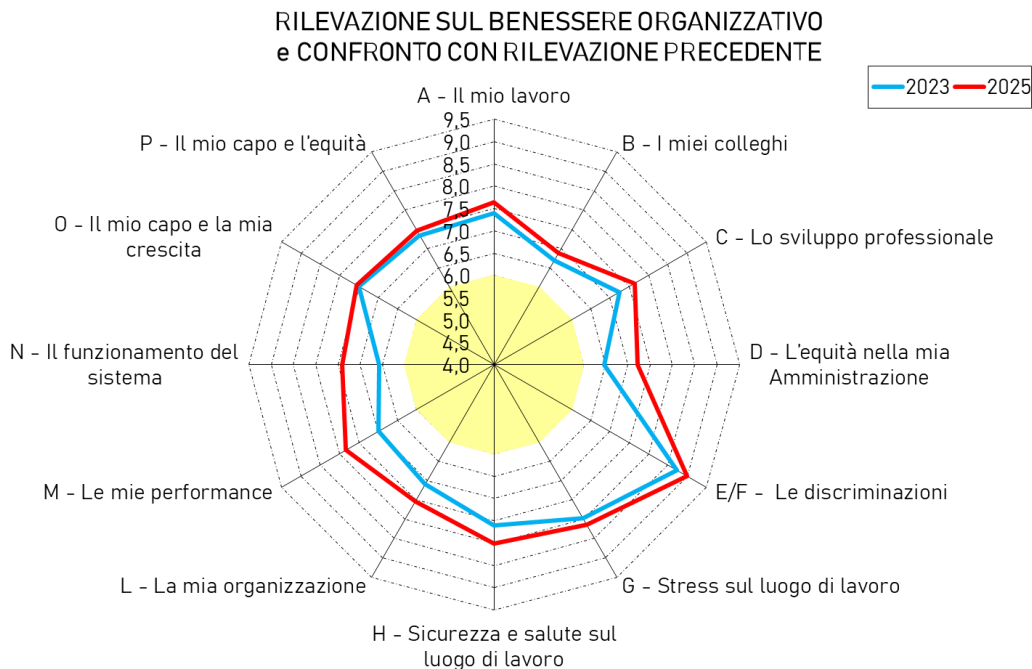 RILEVAZIONE SUL BENESSERE ORGANIZZATIVO
e CONFRONTO CON RILEVAZIONE PRECEDENTE
2023
2025
A - Il mio lavoro
B - I miei colleghi
C - Lo sviluppo professionale
D - L'equità nella mia
Amministrazione
E/F - Le discriminazioni
G - Stress sul luogo di lavoro
H - Sicurezza e salute sul
luogo di lavoro
L - La mia organizzazione
M - Le mie performance
N - Il funzionamento del
sistema
O - Il mio capo e la mia
crescita
P - Il mio capo e l'equità
9,5
9,0
8,5
8,0
7,5
7,0
6,5
6,0
5,5
5,0
4,5
4,0